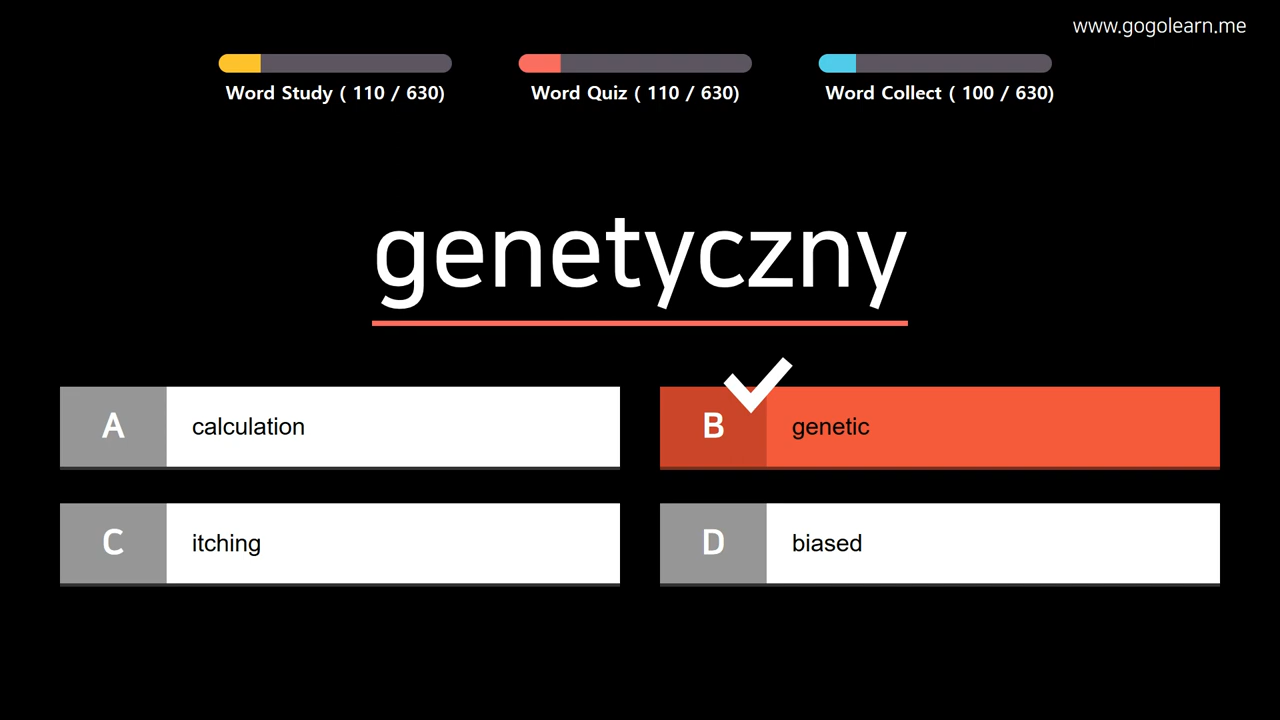 www.gogolearn.me
Word Study ( 110 / 630)
Word Quiz ( 110 / 630)
Word Collect ( 100 / 630)
genetyczny
A calculation
B genetic
C itching
D biased